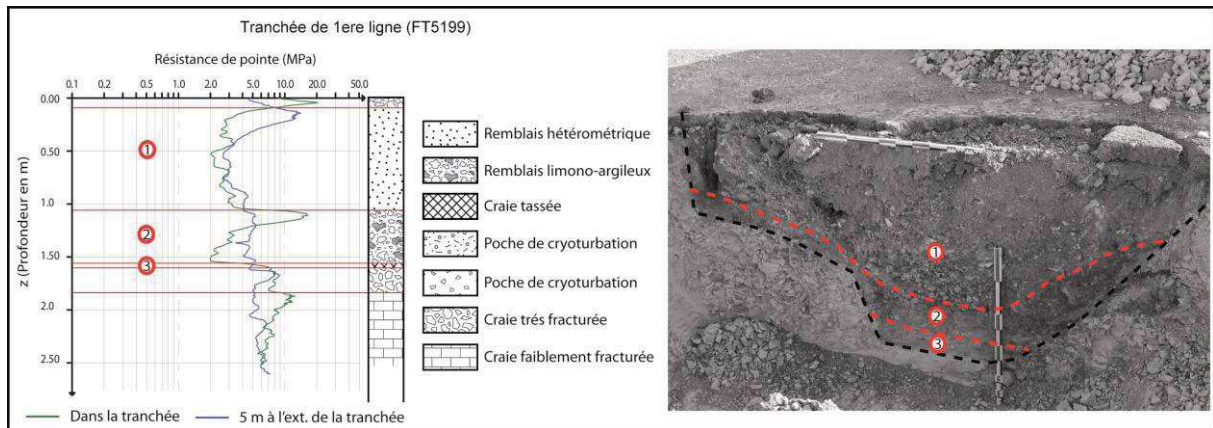 Tranchée de 1ere ligne (FT5199)
Résistance de pointe (MPa)
0.1 0.2 0.5 1.0 2.0 5.0 10.0 20.0 50.0
z (Profondeur en m)
0.00
0.50
1.0
1.50
2.0
2.50
1
2
3
Remblais hétérométrique
Remblais limono-argileux
Craie tassée
Poche de cryoturbation
Poche de cryoturbation
Craie trés fracturée
Craie faiblement fracturée
Dans la tranchée
5 m à l'ext. de la tranchée
1
2
3